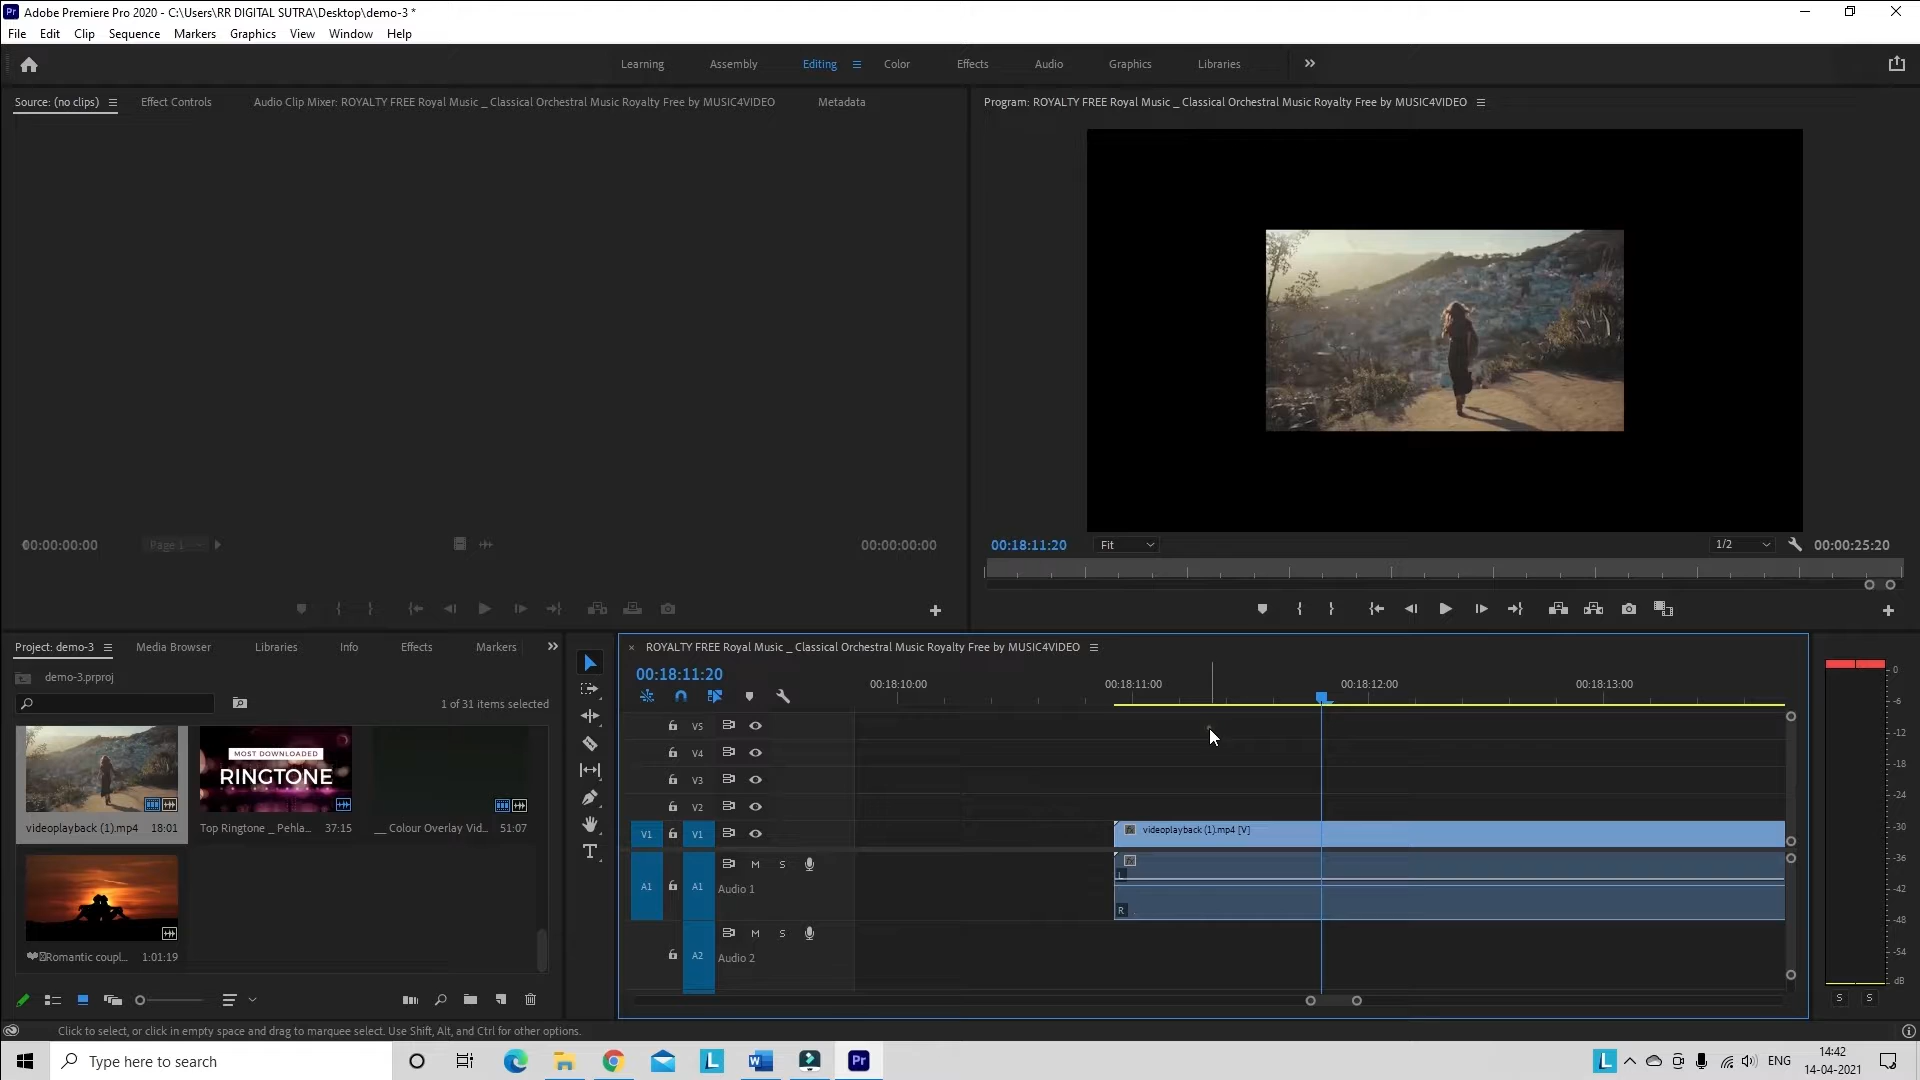 Adobe Premiere Pro 2020 - C:\Users\RR DIGITAL SUTRA\Desktop\demo-3 *
File Edit Clip Sequence Markers Graphics View Window Help
Learning Assembly Editing Color Effects Audio Graphics Libraries
Source: (no clips) Effect Controls Audio Clip Mixer: ROYALTY FREE Royal Music _ Classical Orchestral Music Royalty Free by MUSIC4VIDEO Metadata
Program: ROYALTY FREE Royal Music _ Classical Orchestral Music Royalty Free by MUSIC4VIDEO
00:00:00:00 Page 1 00:00:00:00
00:18:11:20 Fit 1/2 00:00:25:20
Project: demo-3 Media Browser Libraries Info Effects Markers
demo-3.prproj
1 of 31 items selected
MOST DOWNLOADED
RINGTONE
videoplayback (1).mp4 18:01 Top Ringtone _ Pehla... 37:15 __ Colour Overlay Vid... 51:07
Romantic coupl... 1:01:19
ROYALTY FREE Royal Music _ Classical Orchestral Music Royalty Free by MUSIC4VIDEO
00:18:11:20
00:18:10:00 00:18:11:00 00:18:12:00 00:18:13:00
V5
V4
V3
V2
V1 V1 videoplayback (1).mp4 [V]
A1 A1 M S Audio 1
L
R
A2 M S Audio 2
0
-6
-12
-18
-24
-30
-36
-42
-48
-54
dB
S S
Click to select, or click in empty space and drag to marquee select. Use Shift, Alt, and Ctrl for other options.
Type here to search
ENG
14:42
14-04-2021